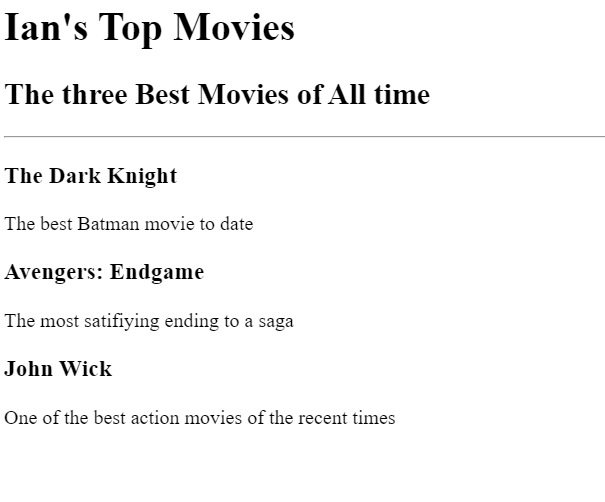 Ian's Top Movies
The three Best Movies of All time
The Dark Knight
The best Batman movie to date
Avengers: Endgame
The most satifiying ending to a saga
John Wick
One of the best action movies of the recent times